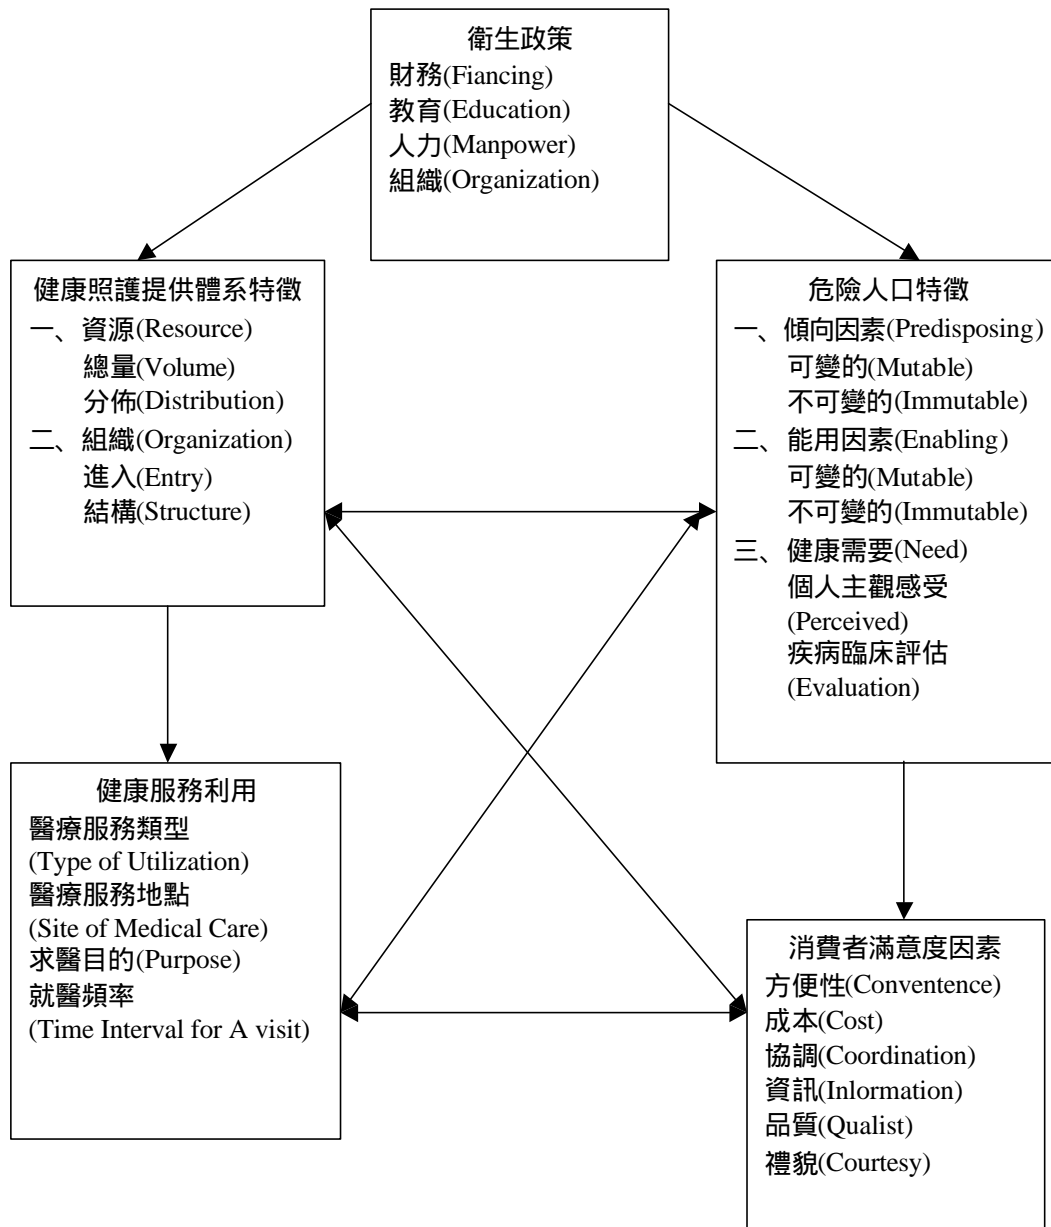 衛生政策
財務(Fiancing)
教育(Education)
人力(Manpower)
組織(Organization)
健康照護提供體系特徵
一、資源(Resource)
總量(Volume)
分佈(Distribution)
二、組織(Organization)
進入(Entry)
結構(Structure)
危險人口特徵
一、傾向因素(Predisposing)
可變的(Mutable)
不可變的(Immutable)
二、能用因素(Enabling)
可變的(Mutable)
不可變的(Immutable)
三、健康需要(Need)
個人主觀感受
(Perceived)
疾病臨床評估
(Evaluation)
健康服務利用
醫療服務類型
(Type of Utilization)
醫療服務地點
(Site of Medical Care)
求醫目的(Purpose)
就醫頻率
(Time Interval for A visit)
消費者滿意度因素
方便性(Conventence)
成本(Cost)
協調(Coordination)
資訊(Inlormation)
品質(Qualist)
禮貌(Courtesy)